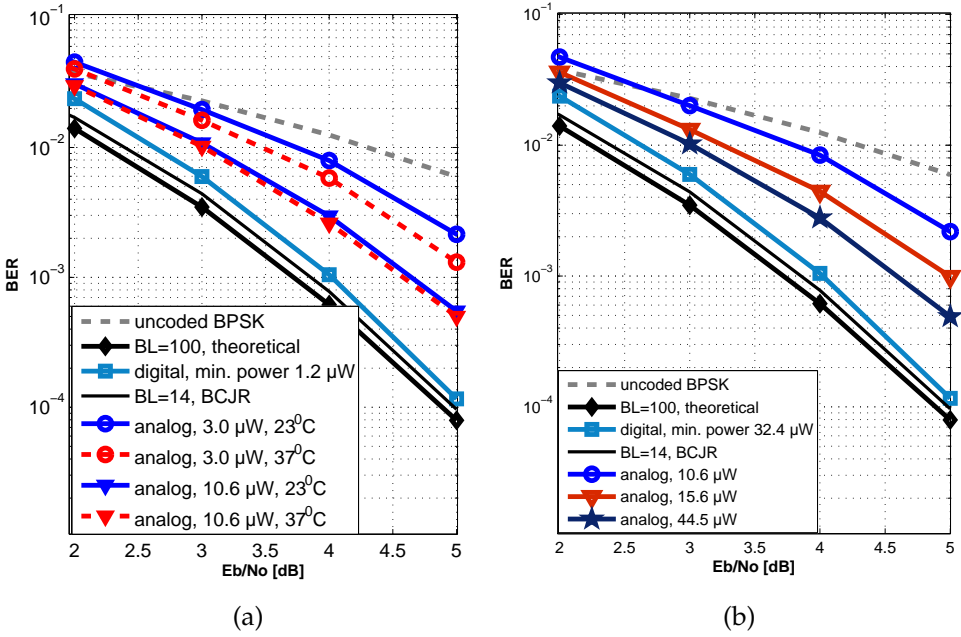 10⁻¹
10⁻²
10⁻³
10⁻⁴
BER
uncoded BPSK
BL=100, theoretical
digital, min. power 1.2 µW
BL=14, BCJR
analog, 3.0 µW, 23⁰C
analog, 3.0 µW, 37⁰C
analog, 10.6 µW, 23⁰C
analog, 10.6 µW, 37⁰C
2 2.5 3 3.5 4 4.5 5
Eb/No [dB]
(a)
10⁻¹
10⁻²
10⁻³
10⁻⁴
BER
uncoded BPSK
BL=100, theoretical
digital, min. power 32.4 µW
BL=14, BCJR
analog, 10.6 µW
analog, 15.6 µW
analog, 44.5 µW
2 2.5 3 3.5 4 4.5 5
Eb/No [dB]
(b)